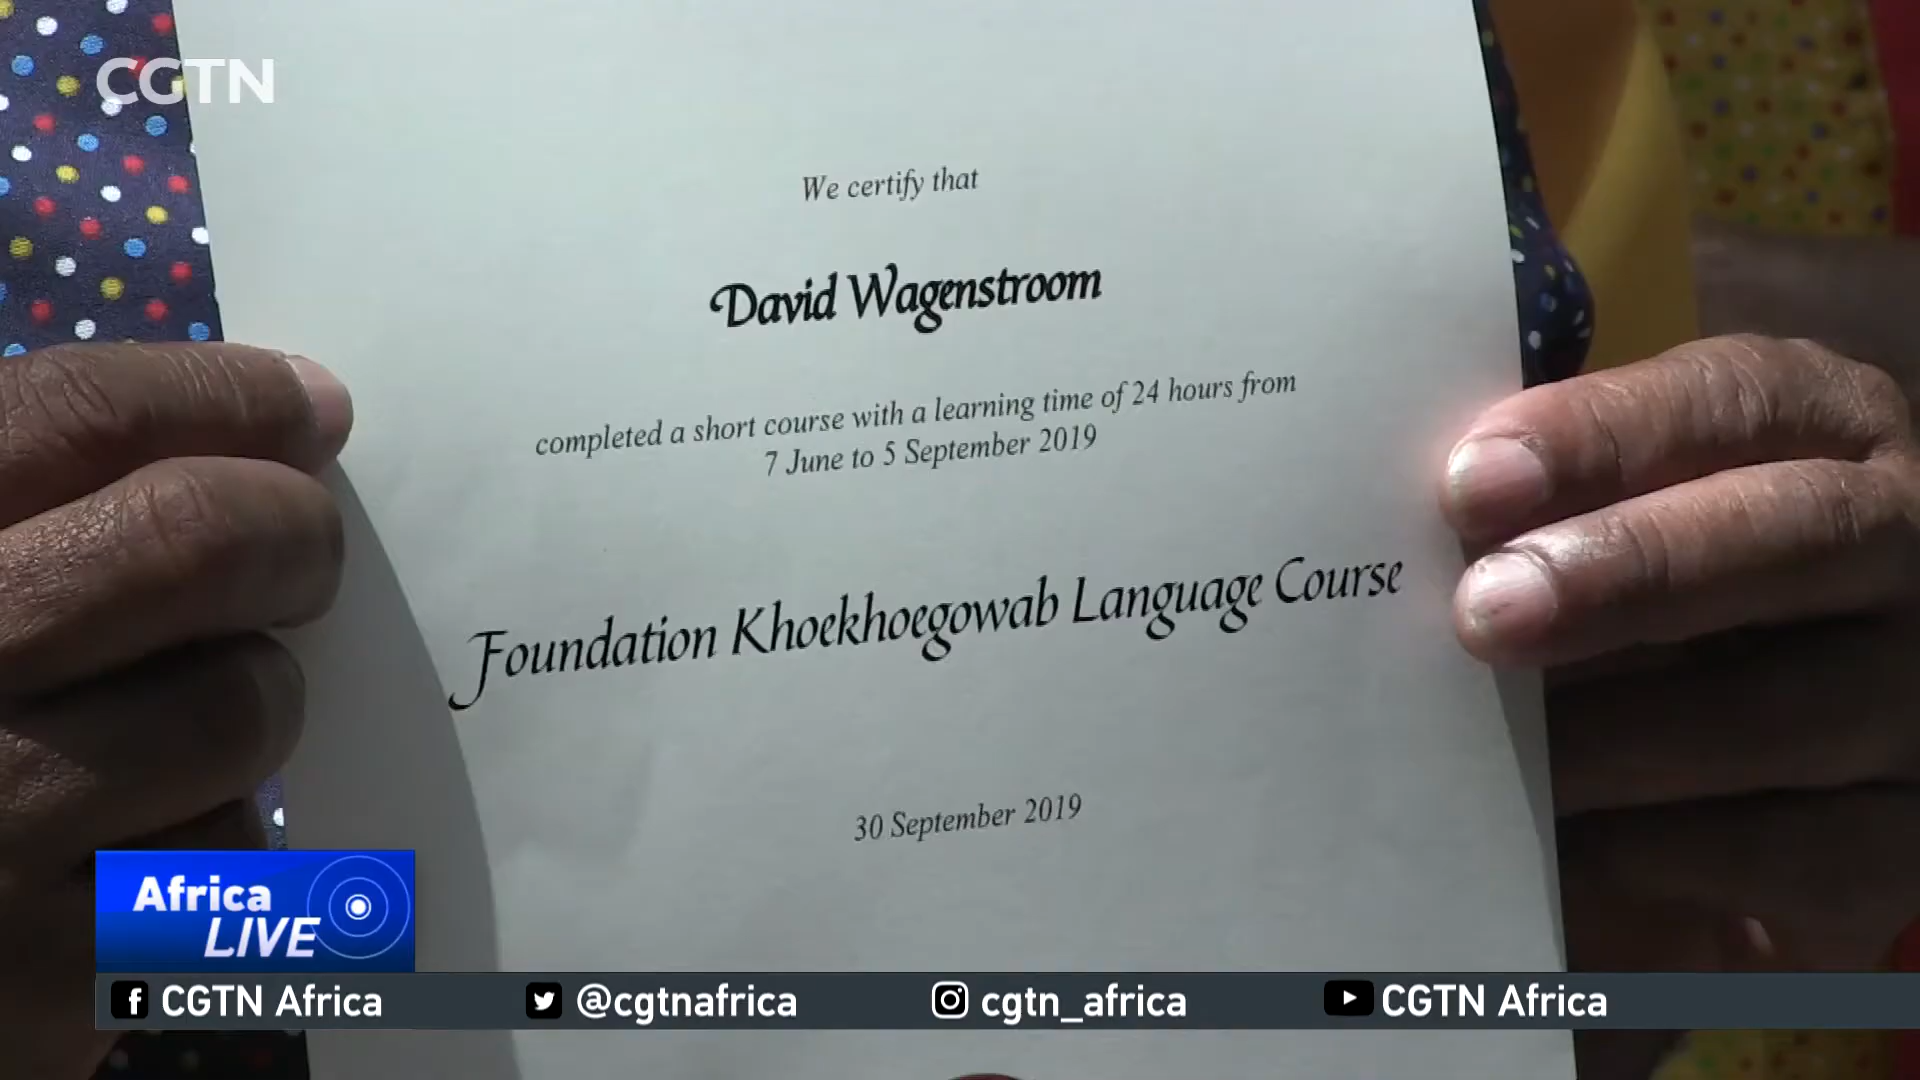 CGTN
We certify that
David Wagenstroom
completed a short course with a learning time of 24 hours from
7 June to 5 September 2019
Foundation Khoekhoegowab Language Course
30 September 2019
Africa
LIVE
CGTN Africa
@cgtnafrica
cgtn_africa
CGTN Africa